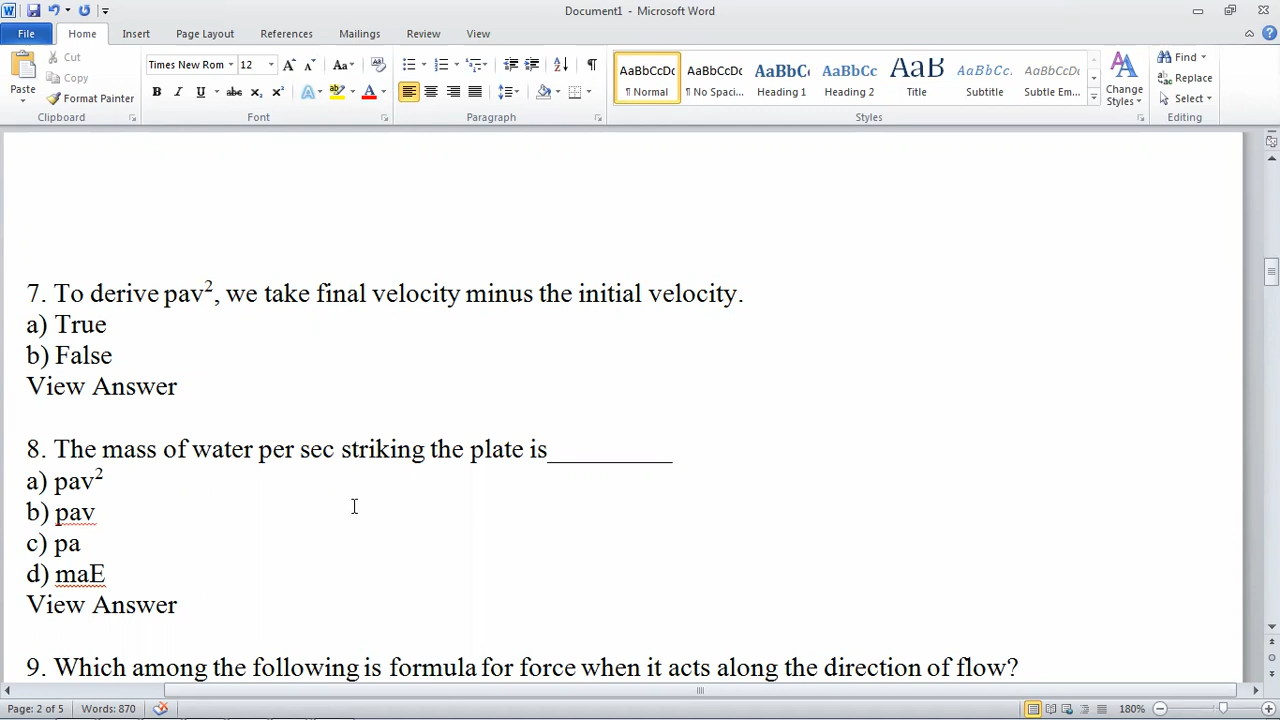 Document1 - Microsoft Word
File Home Insert Page Layout References Mailings Review View
Paste
Cut
Copy
Format Painter
Clipboard
Times New Rom 12
Font
Paragraph
AaBbCcDc AaBbCcDc AaBbC AaBbCc AaB AaBbCc. AaBbCcDc
¶ Normal ¶ No Spaci... Heading 1 Heading 2 Title Subtitle Subtle Em...
Change Styles
Styles
Find
Replace
Select
Editing
7. To derive pav², we take final velocity minus the initial velocity.
a) True
b) False
View Answer
8. The mass of water per sec striking the plate is__________
a) pav²
b) pav
c) pa
d) maE
View Answer
9. Which among the following is formula for force when it acts along the direction of flow?
Page: 2 of 5 Words: 870 180%